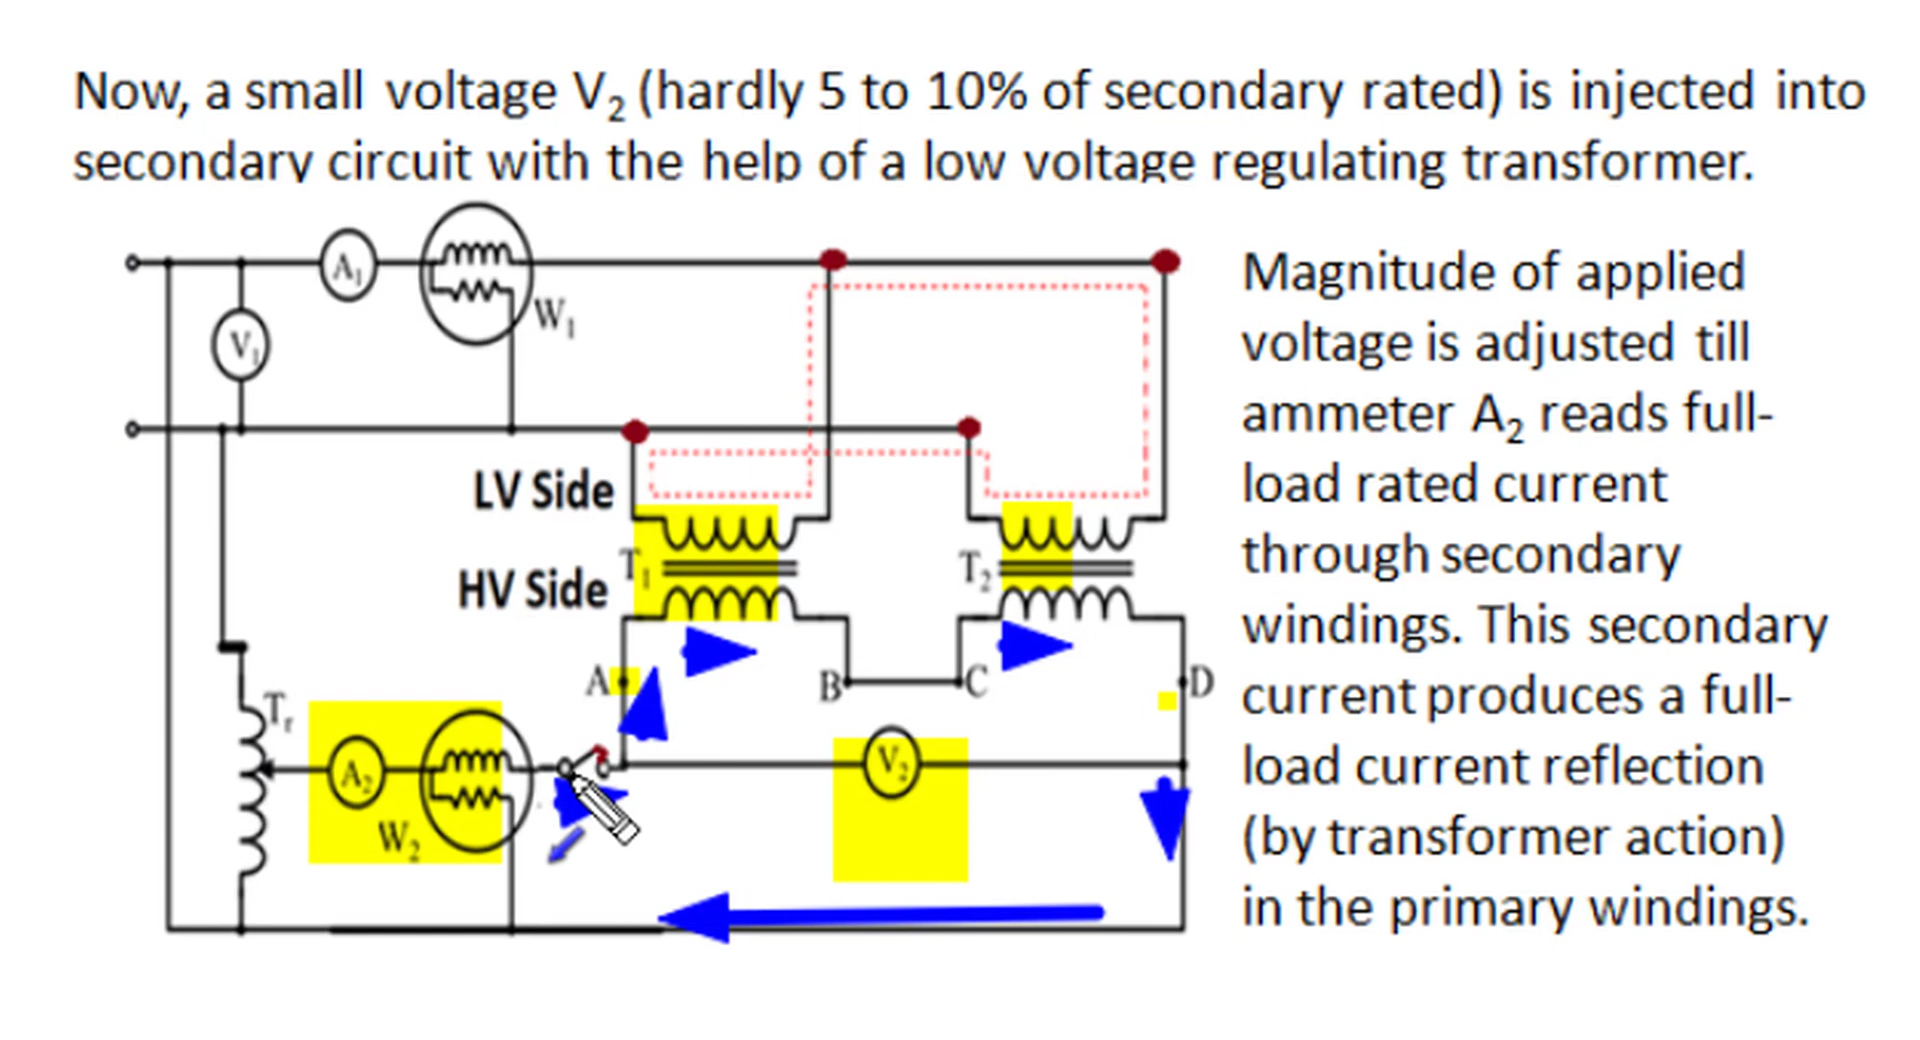 Now, a small voltage V₂ (hardly 5 to 10% of secondary rated) is injected into
secondary circuit with the help of a low voltage regulating transformer.
A₁
W₁
V₁
LV Side
HV Side
T₁
T₂
A
B
C
D
Tᵣ
A₂
W₂
V₂
Magnitude of applied
voltage is adjusted till
ammeter A₂ reads full-
load rated current
through secondary
windings. This secondary
current produces a full-
load current reflection
(by transformer action)
in the primary windings.